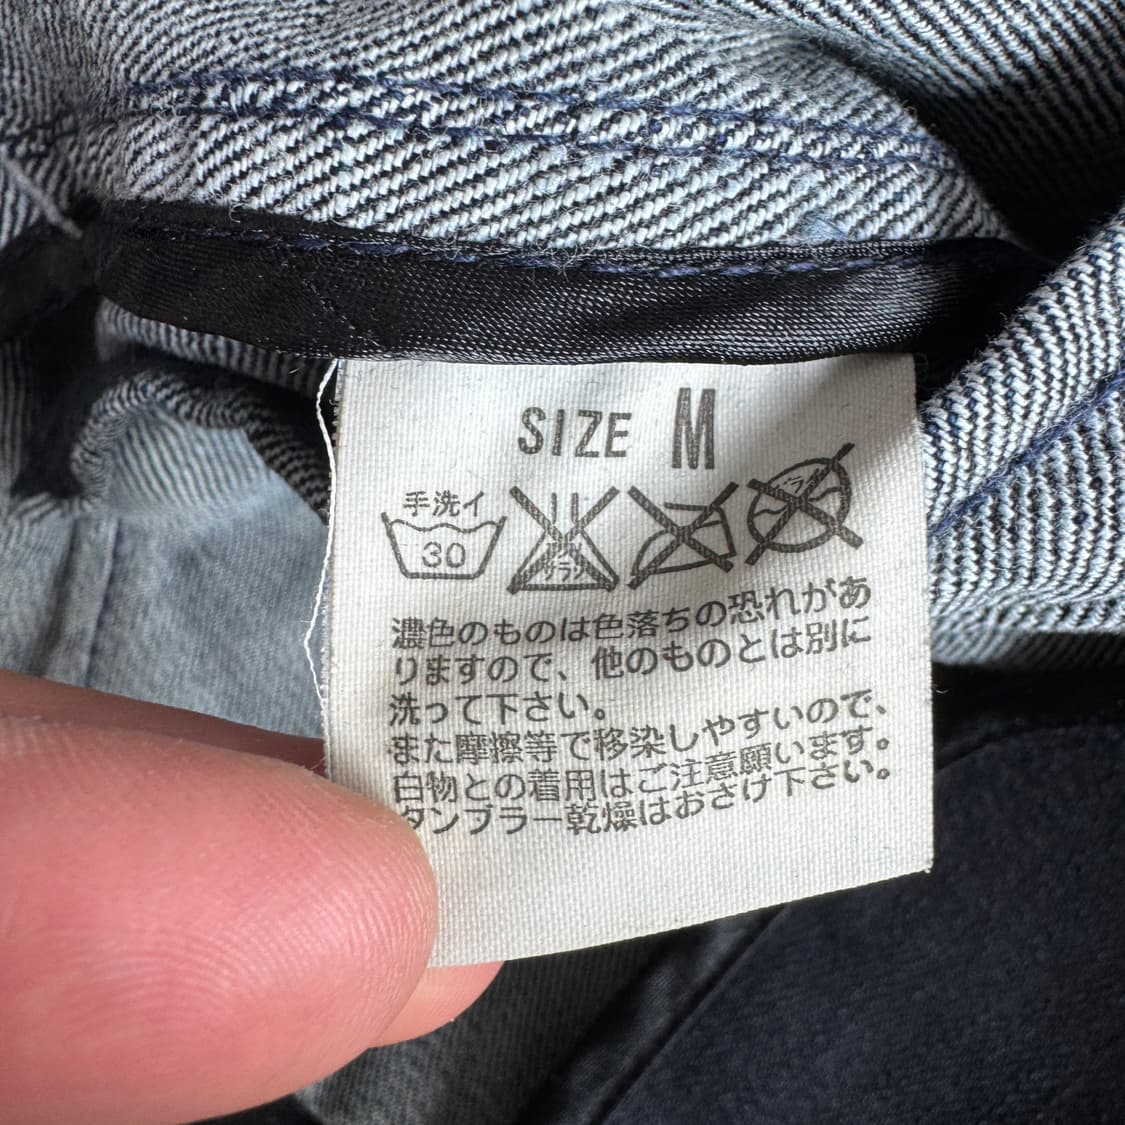 SIZE M
手洗イ
30
エンソ
サラシ
ドライ
濃色のものは色落ちの恐れがあ
りますので、他のものとは別に
洗って下さい。
また摩擦等で移染しやすいので、
白物との着用はご注意願います。
タンブラー乾燥はおさけ下さい。